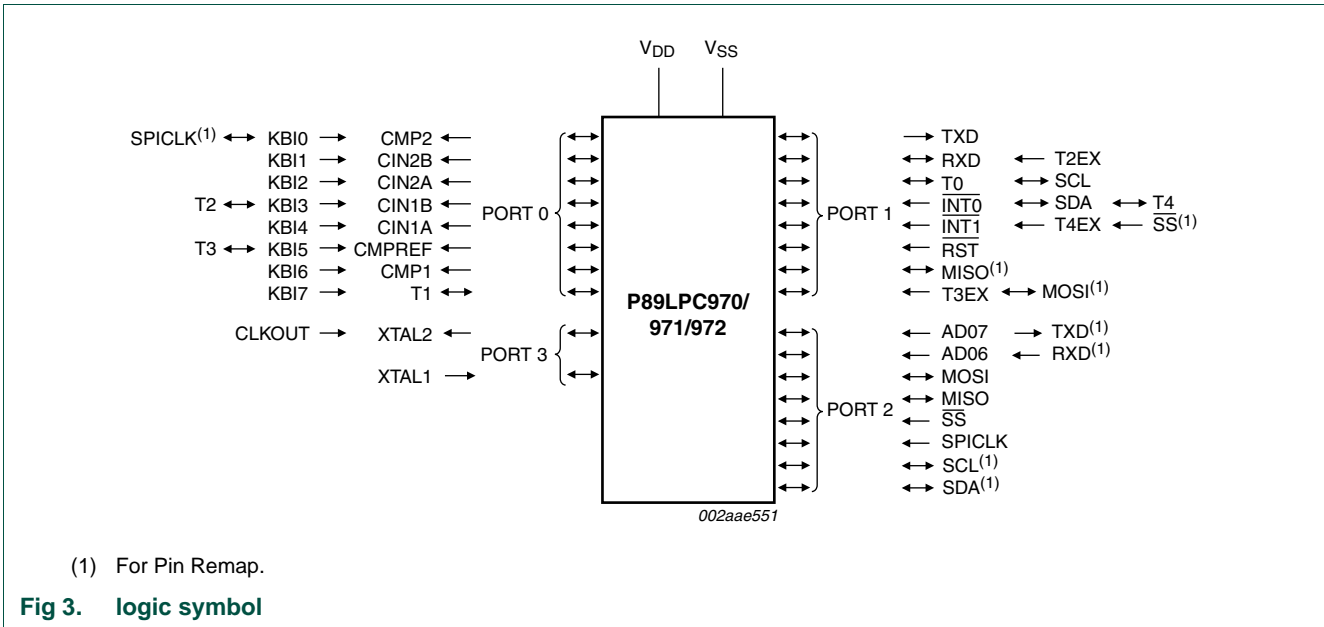 VDD VSS
SPICLK(1) KBI0 CMP2 TXD
KBI1 CIN2B RXD T2EX
KBI2 CIN2A T0 SCL
T2 KBI3 CIN1B PORT 0 PORT 1 INT0 SDA T4
KBI4 CIN1A INT1 T4EX SS(1)
T3 KBI5 CMPREF RST
KBI6 CMP1 MISO(1)
KBI7 T1 T3EX MOSI(1)
P89LPC970/
971/972
CLKOUT XTAL2 AD07 TXD(1)
PORT 3 AD06 RXD(1)
XTAL1 MOSI
MISO
PORT 2 SS
SPICLK
SCL(1)
SDA(1)
002aae551
(1) For Pin Remap.
Fig 3. logic symbol